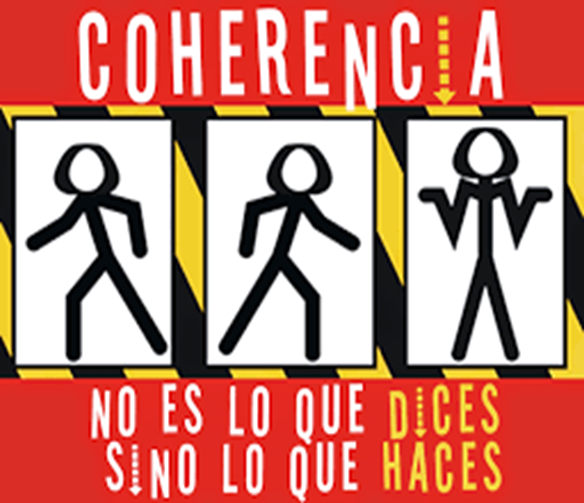 COHERENCIA
NO ES LO QUE DICES
SINO LO QUE HACES